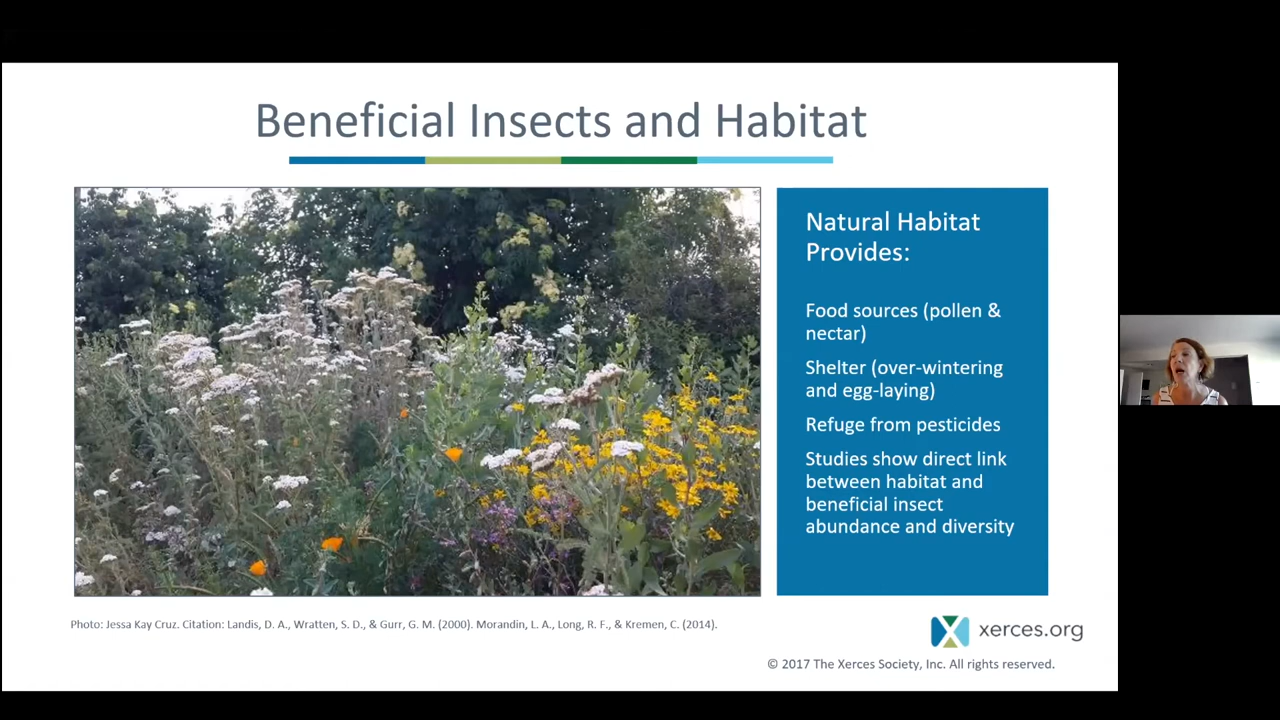 Beneficial Insects and Habitat
Natural Habitat
Provides:
Food sources (pollen &
nectar)
Shelter (over-wintering
and egg-laying)
Refuge from pesticides
Studies show direct link
between habitat and
beneficial insect
abundance and diversity
Photo: Jessa Kay Cruz. Citation: Landis, D. A., Wratten, S. D., & Gurr, G. M. (2000). Morandin, L. A., Long, R. F., & Kremen, C. (2014).
xerces.org
© 2017 The Xerces Society, Inc. All rights reserved.